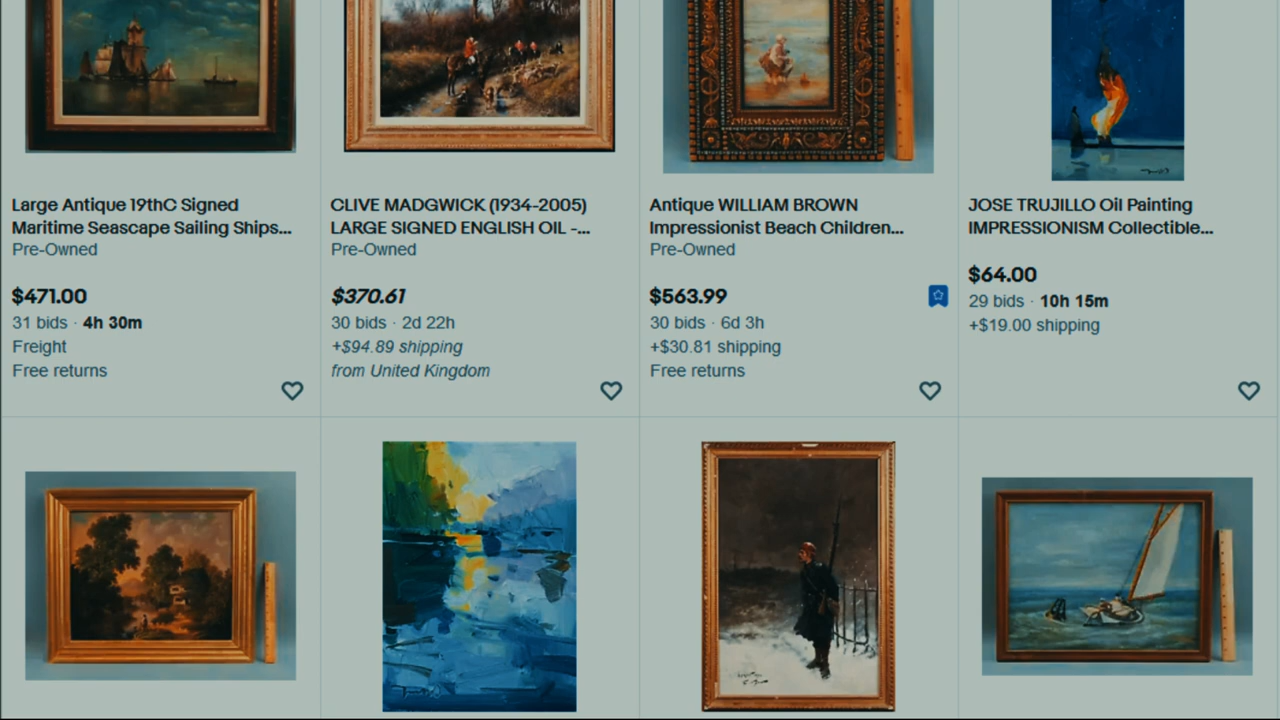 Large Antique 19thC Signed
Maritime Seascape Sailing Ships...
Pre-Owned
$471.00
31 bids · 4h 30m
Freight
Free returns
CLIVE MADGWICK (1934-2005)
LARGE SIGNED ENGLISH OIL -...
Pre-Owned
$370.61
30 bids · 2d 22h
+$94.89 shipping
from United Kingdom
Antique WILLIAM BROWN
Impressionist Beach Children...
Pre-Owned
$563.99
30 bids · 6d 3h
+$30.81 shipping
Free returns
JOSE TRUJILLO Oil Painting
IMPRESSIONISM Collectible...
$64.00
29 bids · 10h 15m
+$19.00 shipping